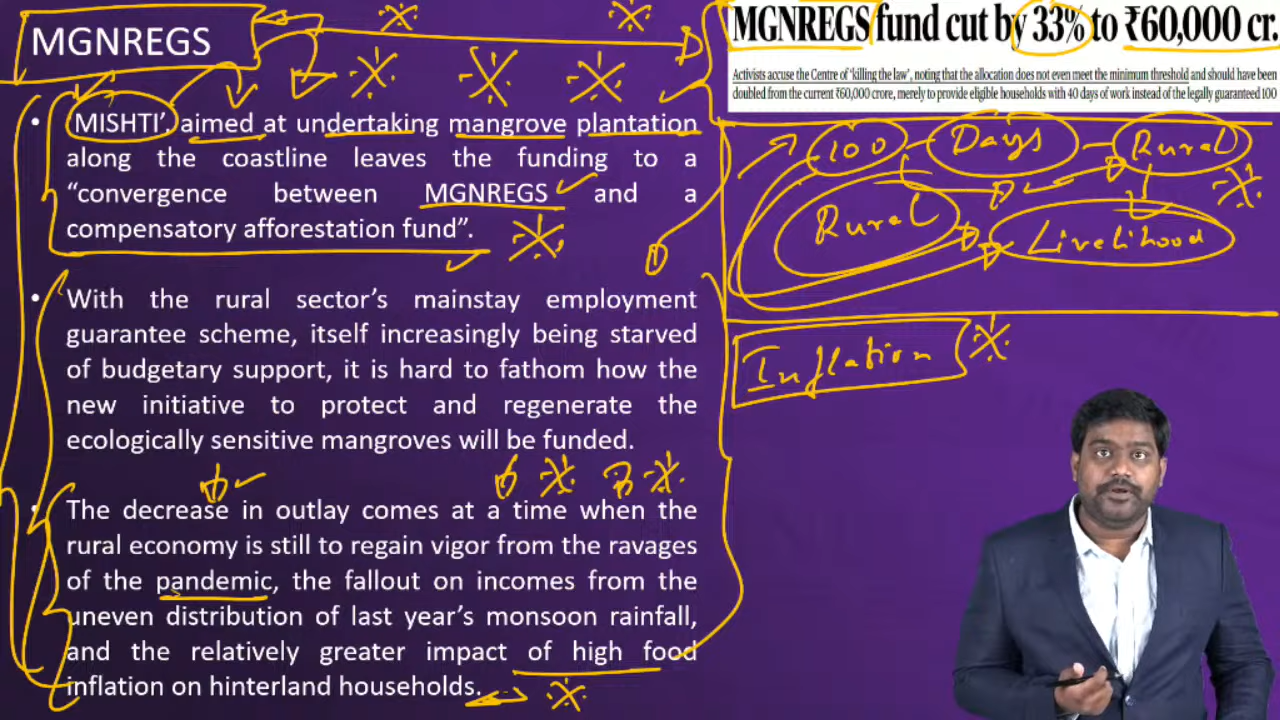 MGNREGS
• MISHTI’, aimed at undertaking mangrove plantation
along the coastline leaves the funding to a
“convergence between MGNREGS and a
compensatory afforestation fund”.
• With the rural sector’s mainstay employment
guarantee scheme, itself increasingly being starved
of budgetary support, it is hard to fathom how the
new initiative to protect and regenerate the
ecologically sensitive mangroves will be funded.
• The decrease in outlay comes at a time when the
rural economy is still to regain vigor from the ravages
of the pandemic, the fallout on incomes from the
uneven distribution of last year’s monsoon rainfall,
and the relatively greater impact of high food
inflation on hinterland households.
MGNREGS fund cut by 33% to ₹60,000 cr.
Activists accuse the Centre of ‘killing the law’, noting that the allocation does not even meet the minimum threshold and should have been
doubled from the current ₹60,000 crore, merely to provide eligible households with 40 days of work instead of the legally guaranteed 100
100 - Days - Rural
Rural Livelihood
Inflation